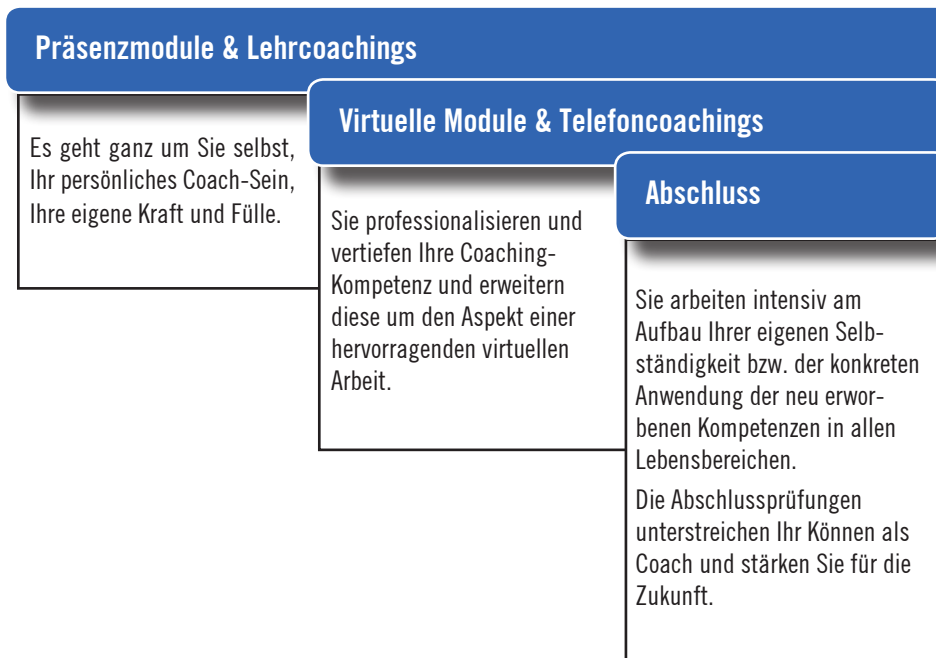 Präsenzmodule & Lehrcoachings
Es geht ganz um Sie selbst,
Ihr persönliches Coach-Sein,
Ihre eigene Kraft und Fülle.
Virtuelle Module & Telefoncoachings
Sie professionalisieren und
vertiefen Ihre Coaching-
Kompetenz und erweitern
diese um den Aspekt einer
hervorragenden virtuellen
Arbeit.
Abschluss
Sie arbeiten intensiv am
Aufbau Ihrer eigenen Selb-
ständigkeit bzw. der konkreten
Anwendung der neu erwor-
benen Kompetenzen in allen
Lebensbereichen.
Die Abschlussprüfungen
unterstreichen Ihr Können als
Coach und stärken Sie für die
Zukunft.